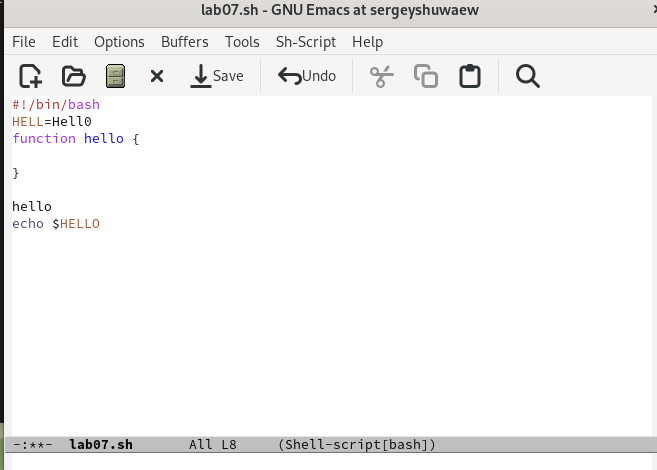 lab07.sh - GNU Emacs at sergeyshuwaew
File Edit Options Buffers Tools Sh-Script Help
Save Undo
#!/bin/bash
HELL=Hell0
function hello {
}
hello
echo $HELLO
-:**- lab07.sh All L8 (Shell-script[bash])